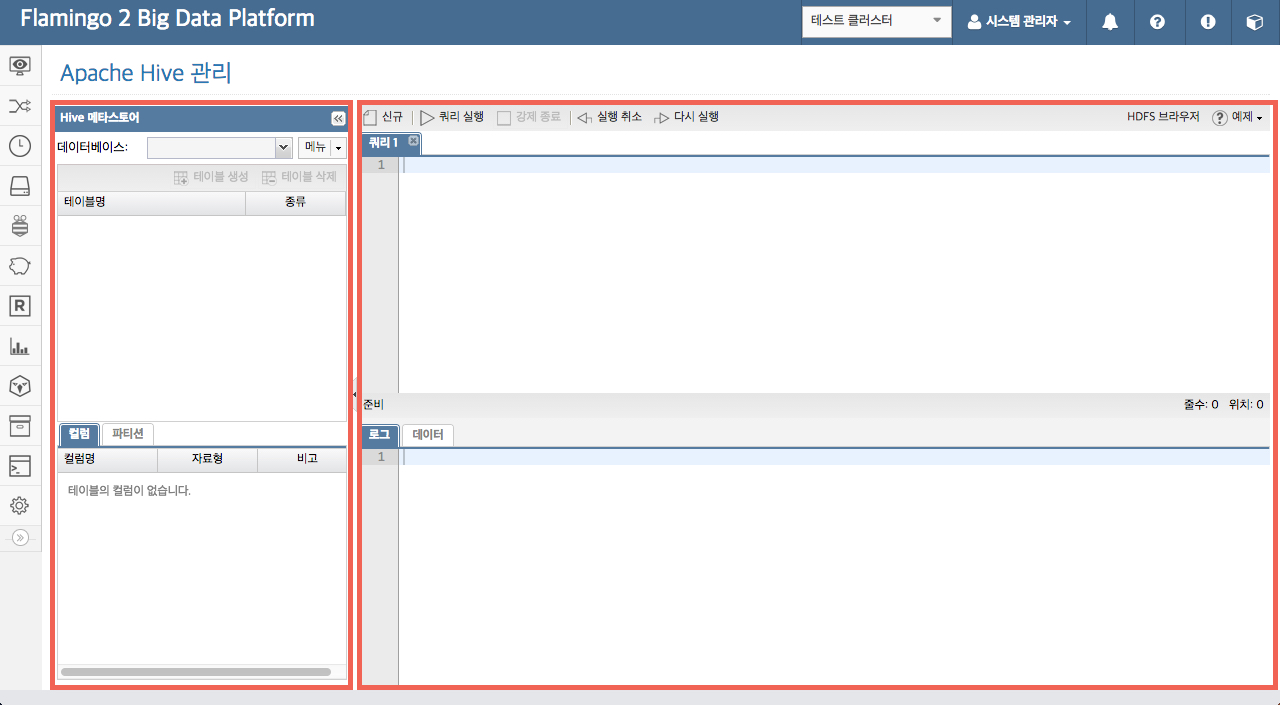 Flamingo 2 Big Data Platform
테스트 클러스터
시스템 관리자
Apache Hive 관리
Hive 메타스토어
데이터베이스:
메뉴
테이블 생성
테이블 삭제
테이블명
종류
컬럼
파티션
컬럼명
자료형
비고
테이블의 컬럼이 없습니다.
신규
쿼리 실행
강제 종료
실행 취소
다시 실행
HDFS 브라우저
예제
쿼리 1
1
준비
줄수: 0
위치: 0
로그
데이터
1
R